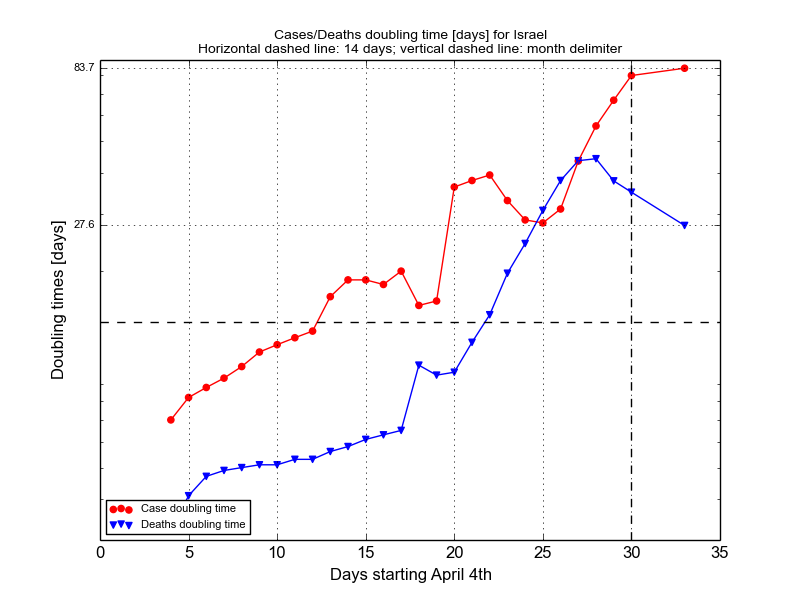 Cases/Deaths doubling time [days] for Israel
Horizontal dashed line: 14 days; vertical dashed line: month delimiter
83.7
27.6
Doubling times [days]
Case doubling time
Deaths doubling time
0 5 10 15 20 25 30 35
Days starting April 4th